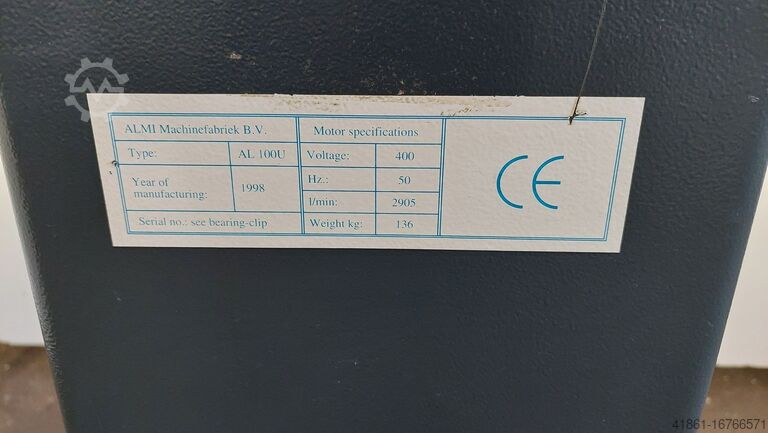 ALMI Machinefabriek B.V.
Type: AL 100U
Year of
manufacturing: 1998
Serial no.: see bearing-clip
Motor specifications
Voltage: 400
Hz.: 50
l/min: 2905
Weight kg: 136
CE
41861-16766571